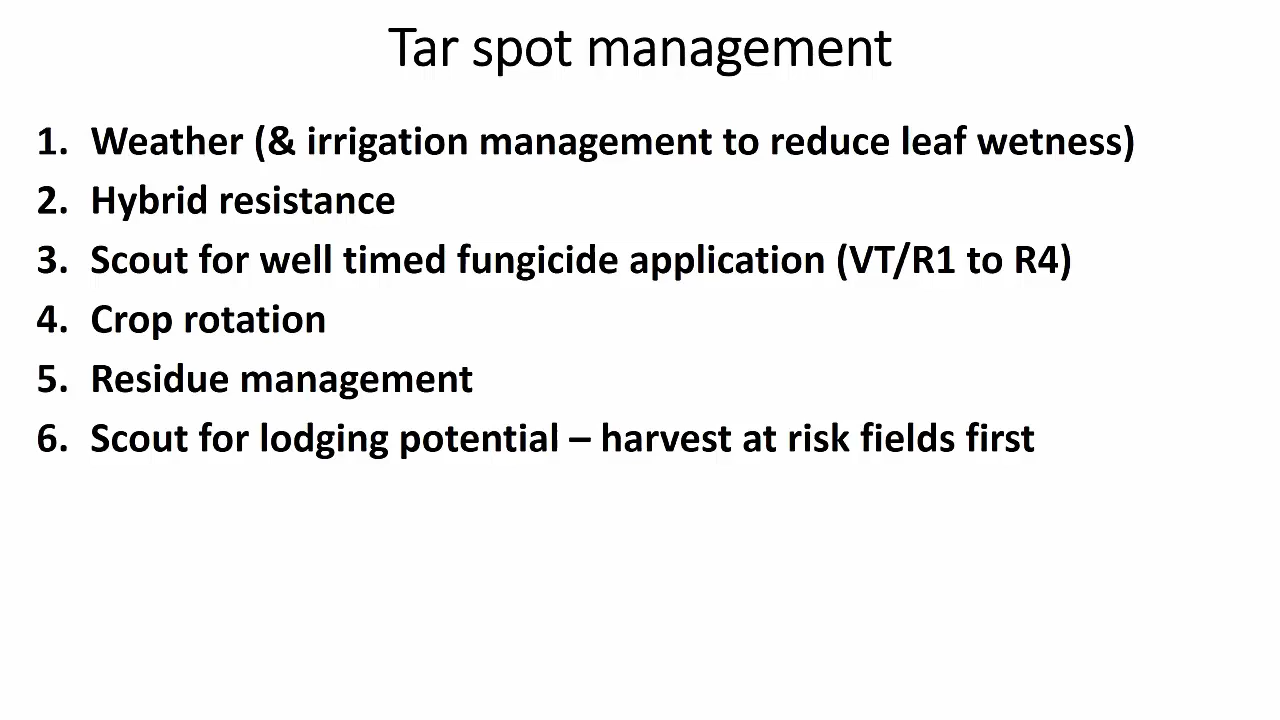 Tar spot management
1. Weather (& irrigation management to reduce leaf wetness)
2. Hybrid resistance
3. Scout for well timed fungicide application (VT/R1 to R4)
4. Crop rotation
5. Residue management
6. Scout for lodging potential – harvest at risk fields first